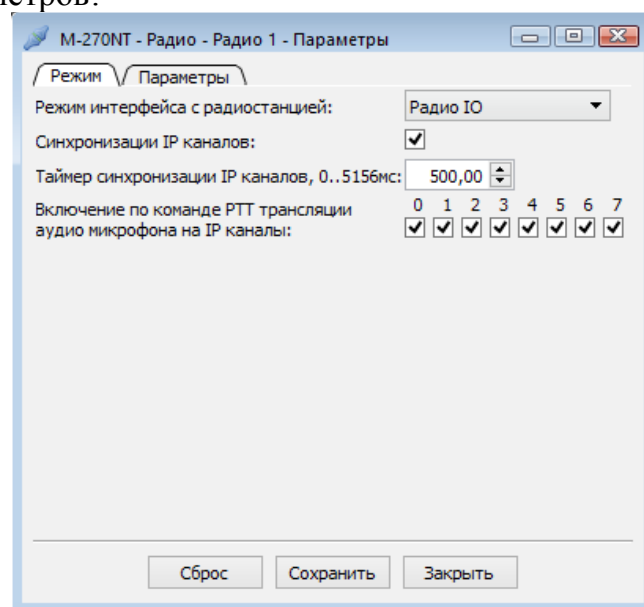 М-270NT - Радио - Радио 1 - Параметры
Режим
Параметры
Режим интерфейса с радиостанцией:
Радио IO
Синхронизации IP каналов:
Таймер синхронизации IP каналов, 0..5156мс:
500,00
Включение по команде PTT трансляции
аудио микрофона на IP каналы:
0 1 2 3 4 5 6 7
Сброс
Сохранить
Закрыть